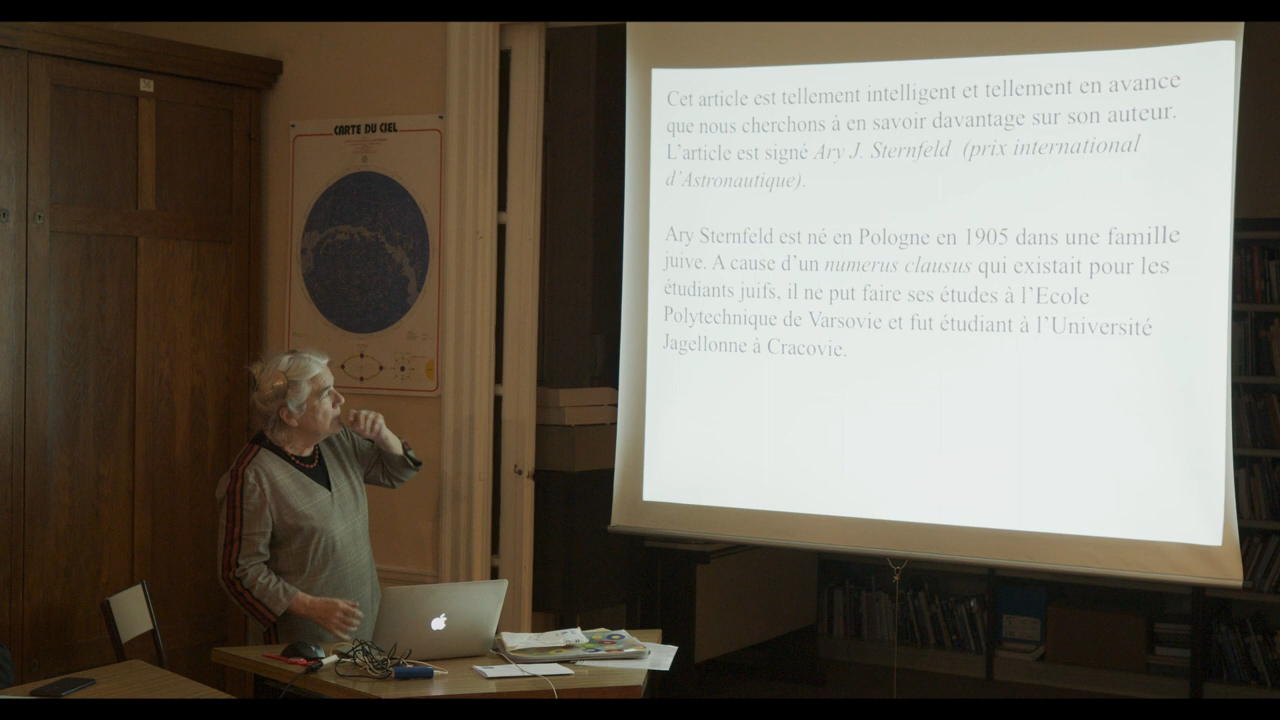 36
CARTE DU CIEL
Cet article est tellement intelligent et tellement en avance
que nous cherchons à en savoir davantage sur son auteur.
L'article est signé Ary J. Sternfeld (prix international
d'Astronautique).
Ary Sternfeld est né en Pologne en 1905 dans une famille
juive. A cause d'un numerus clausus qui existait pour les
étudiants juifs, il ne put faire ses études à l'Ecole
Polytechnique de Varsovie et fut étudiant à l'Université
Jagellonne à Cracovie.